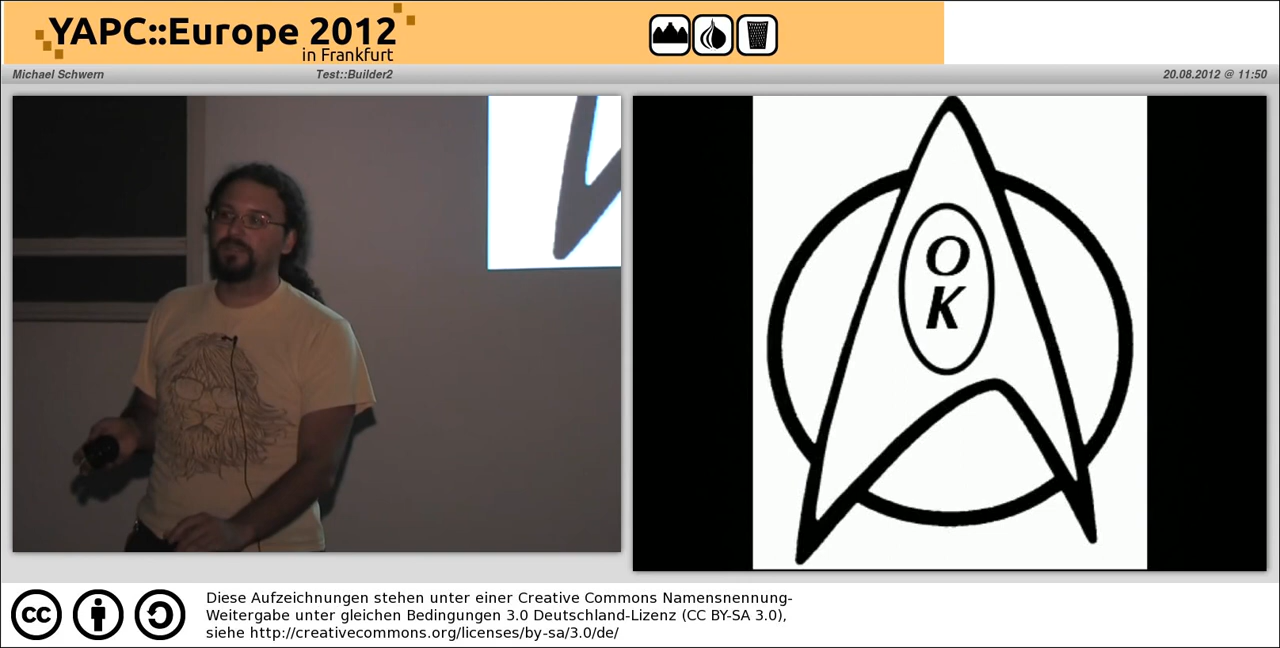 YAPC::Europe 2012
in Frankfurt
Michael Schwern
Test::Builder2
20.08.2012 @ 11:50
O
K
cc
Diese Aufzeichnungen stehen unter einer Creative Commons Namensnennung-
Weitergabe unter gleichen Bedingungen 3.0 Deutschland-Lizenz (CC BY-SA 3.0),
siehe http://creativecommons.org/licenses/by-sa/3.0/de/